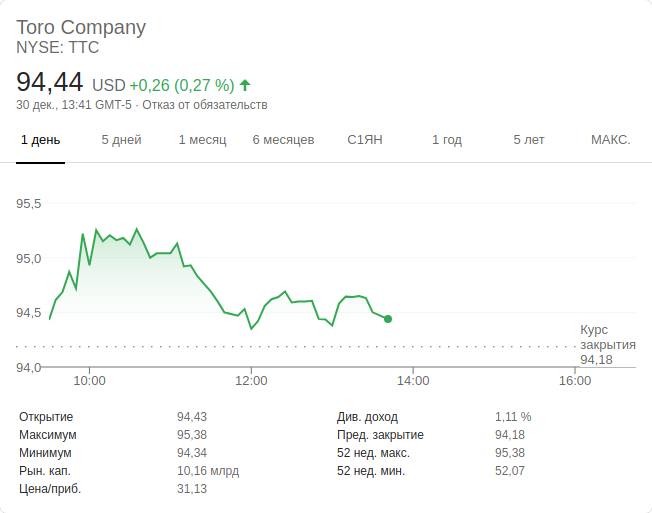 Toro Company
NYSE: TTC
94,44 USD +0,26 (0,27 %)
30 дек., 13:41 GMT-5 · Отказ от обязательств
1 день 5 дней 1 месяц 6 месяцев С1ЯН 1 год 5 лет МАКС.
95,5
95,0
94,5
Курс
закрытия
94,18
94,0
10:00 12:00 14:00 16:00
Открытие 94,43 Див. доход 1,11 %
Максимум 95,38 Пред. закрытие 94,18
Минимум 94,34 52 нед. макс. 95,38
Рын. кап. 10,16 млрд 52 нед. мин. 52,07
Цена/приб. 31,13